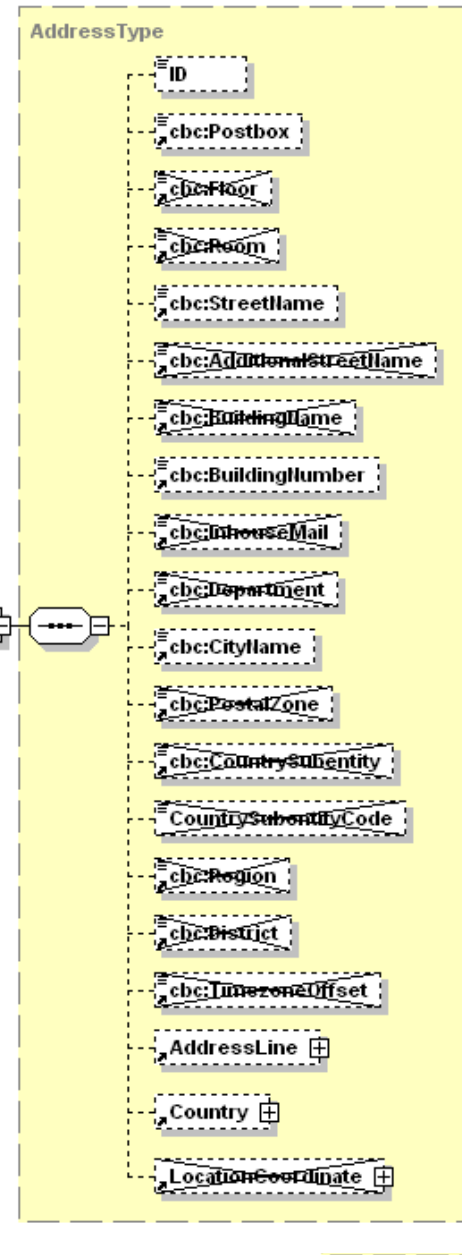 AddressType
ID
cbc:Postbox
cbc:Floor
cbc:Room
cbc:StreetName
cbc:AdditionalStreetName
cbc:BuildingName
cbc:BuildingNumber
cbc:InhouseMail
cbc:Department
cbc:CityName
cbc:PostalZone
cbc:CountrySubentity
CountrySubentityCode
cbc:Region
cbc:District
cbc:TimezoneOffset
AddressLine
Country
LocationCoordinate